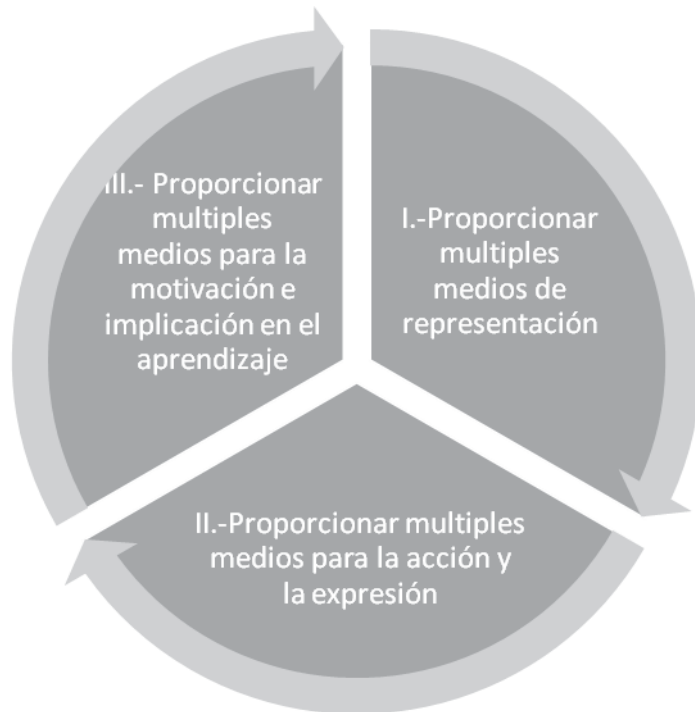 I.-Proporcionar
multiples
medios de
representación
II.-Proporcionar multiples
medios para la acción y
la expresión
III.- Proporcionar
multiples
medios para la
motivación e
implicación en el
aprendizaje